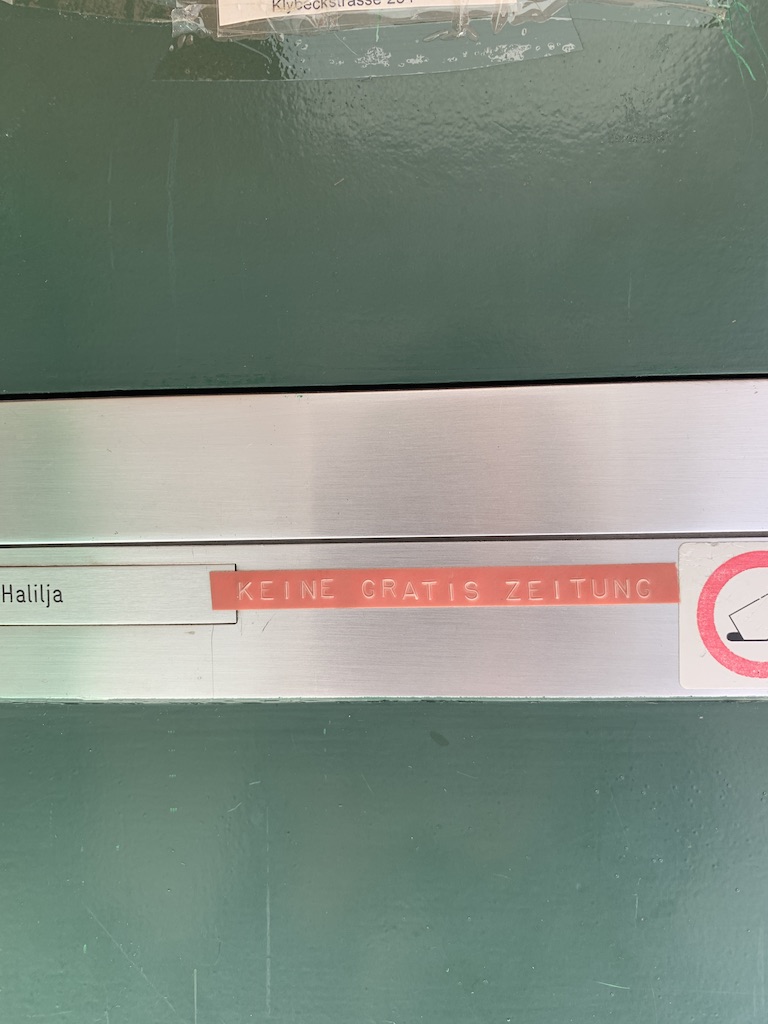 Klybeckstrasse
Halilja
KEINE GRATIS ZEITUNG